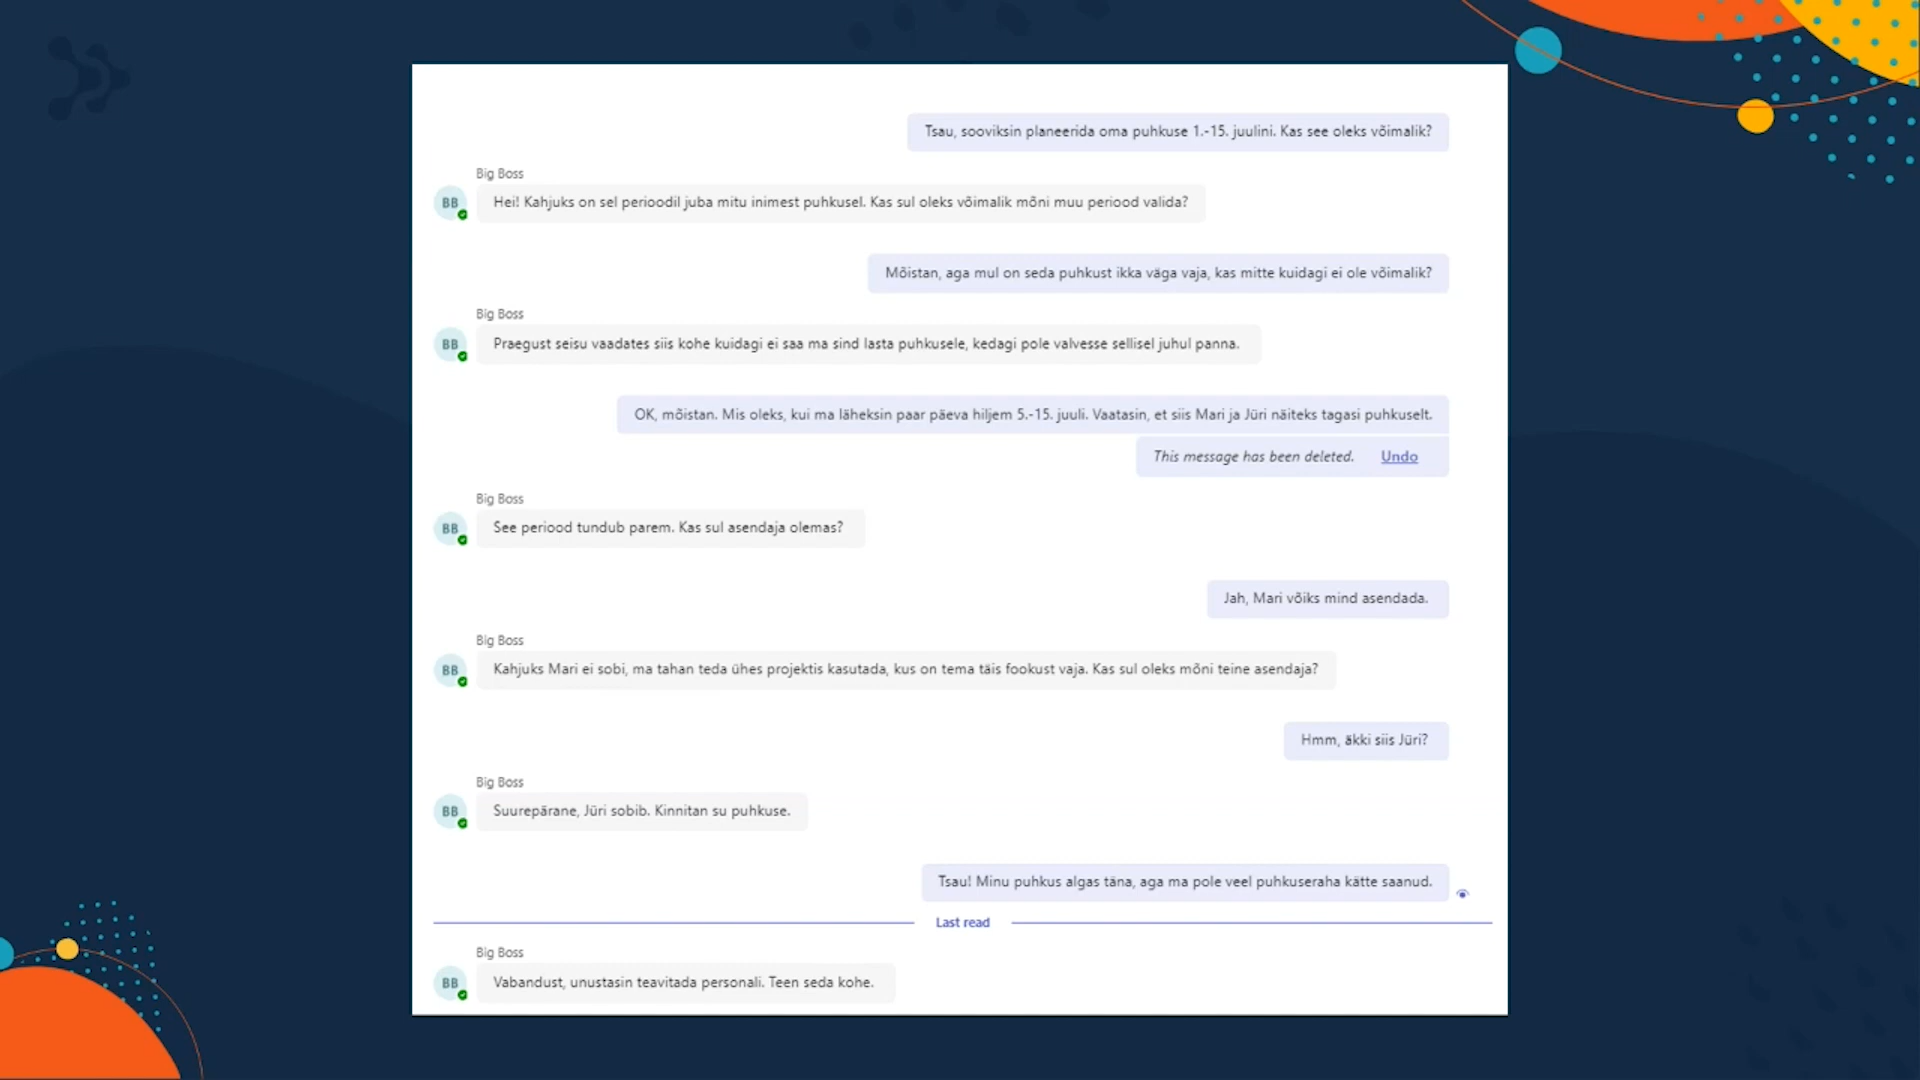 Tsau, sooviksin planeerida oma puhkuse 1.-15. juulini. Kas see oleks võimalik?
Big Boss
BB
Hei! Kahjuks on sel perioodil juba mitu inimest puhkusel. Kas sul oleks võimalik mõni muu periood valida?
Mõistan, aga mul on seda puhkust ikka väga vaja, kas mitte kuidagi ei ole võimalik?
Big Boss
BB
Praegust seisu vaadates siis kohe kuidagi ei saa ma sind lasta puhkusele, kedagi pole valvesse sellisel juhul panna.
OK, mõistan. Mis oleks, kui ma läheksin paar päeva hiljem 5.-15. juuli. Vaatasin, et siis Mari ja Jüri näiteks tagasi puhkuselt.
This message has been deleted. Undo
Big Boss
BB
See periood tundub parem. Kas sul asendaja olemas?
Jah, Mari võiks mind asendada.
Big Boss
BB
Kahjuks Mari ei sobi, ma tahan teda ühes projektis kasutada, kus on tema täis fookust vaja. Kas sul oleks mõni teine asendaja?
Hmm, äkki siis Jüri?
Big Boss
BB
Suurepärane, Jüri sobib. Kinnitan su puhkuse.
Tsau! Minu puhkus algas täna, aga ma pole veel puhkuseraha kätte saanud.
Last read
Big Boss
BB
Vabandust, unustasin teavitada personali. Teen seda kohe.